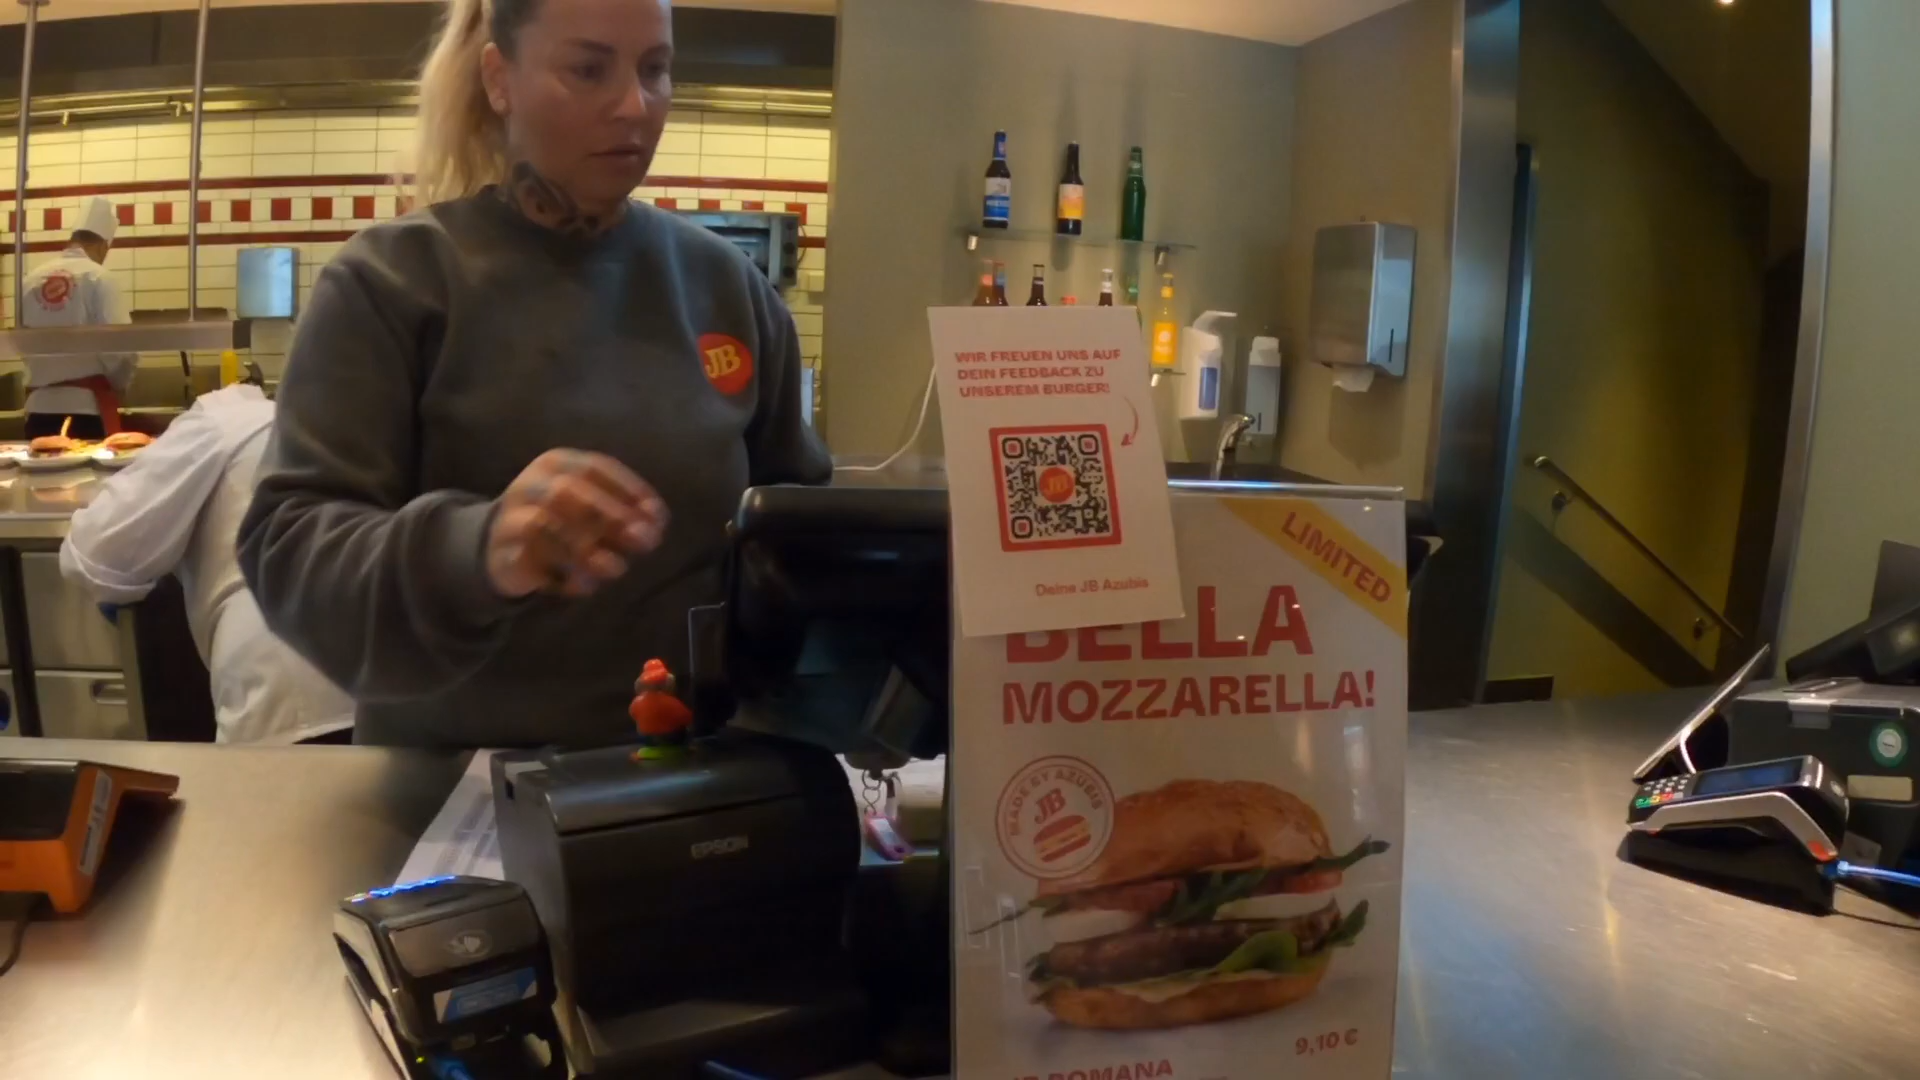 JB
WIR FREUEN UNS AUF
DEIN FEEDBACK ZU
UNSEREM BURGER!
JB
Deine JB Azubis
LIMITED
BELLA
MOZZARELLA!
MADE BY AZUBIS
JB
EPSON
9,10 €
ROMANA